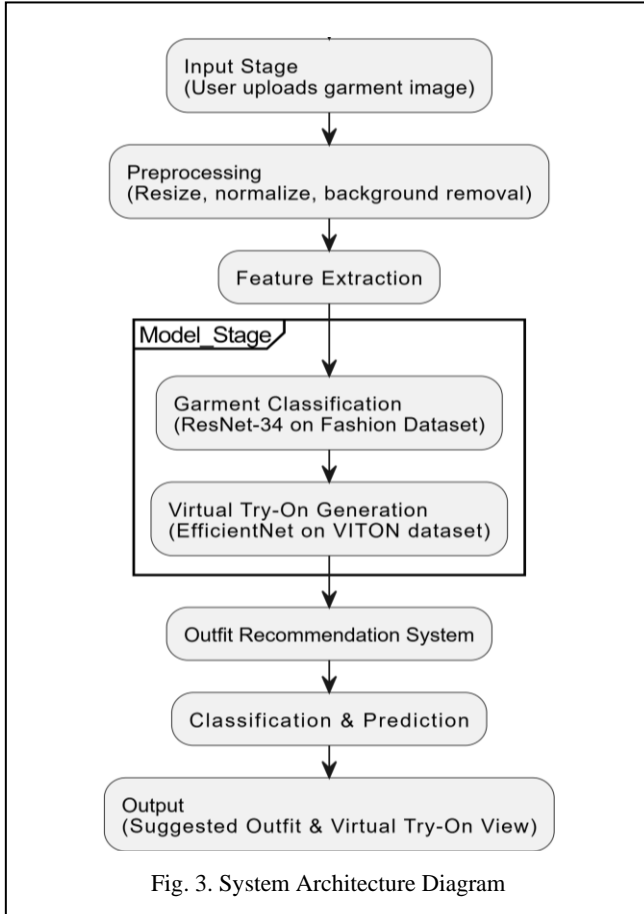 Input Stage
(User uploads garment image)
Preprocessing
(Resize, normalize, background removal)
Feature Extraction
Model_Stage
Garment Classification
(ResNet-34 on Fashion Dataset)
Virtual Try-On Generation
(EfficientNet on VITON dataset)
Outfit Recommendation System
Classification & Prediction
Output
(Suggested Outfit & Virtual Try-On View)
Fig. 3. System Architecture Diagram